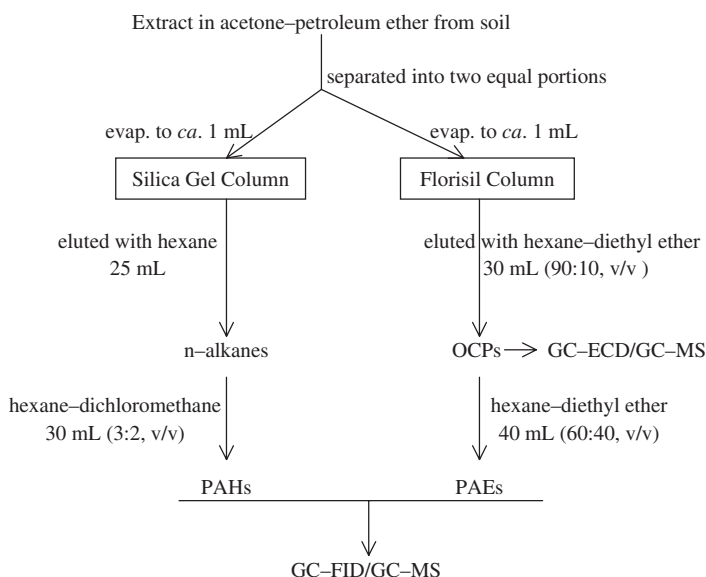 Extract in acetone–petroleum ether from soil
separated into two equal portions
evap. to ca. 1 mL
evap. to ca. 1 mL
Silica Gel Column
Florisil Column
eluted with hexane
25 mL
eluted with hexane–diethyl ether
30 mL (90:10, v/v )
n–alkanes
OCPs
GC–ECD/GC–MS
hexane–dichloromethane
30 mL (3:2, v/v)
hexane–diethyl ether
40 mL (60:40, v/v)
PAHs
PAEs
GC–FID/GC–MS